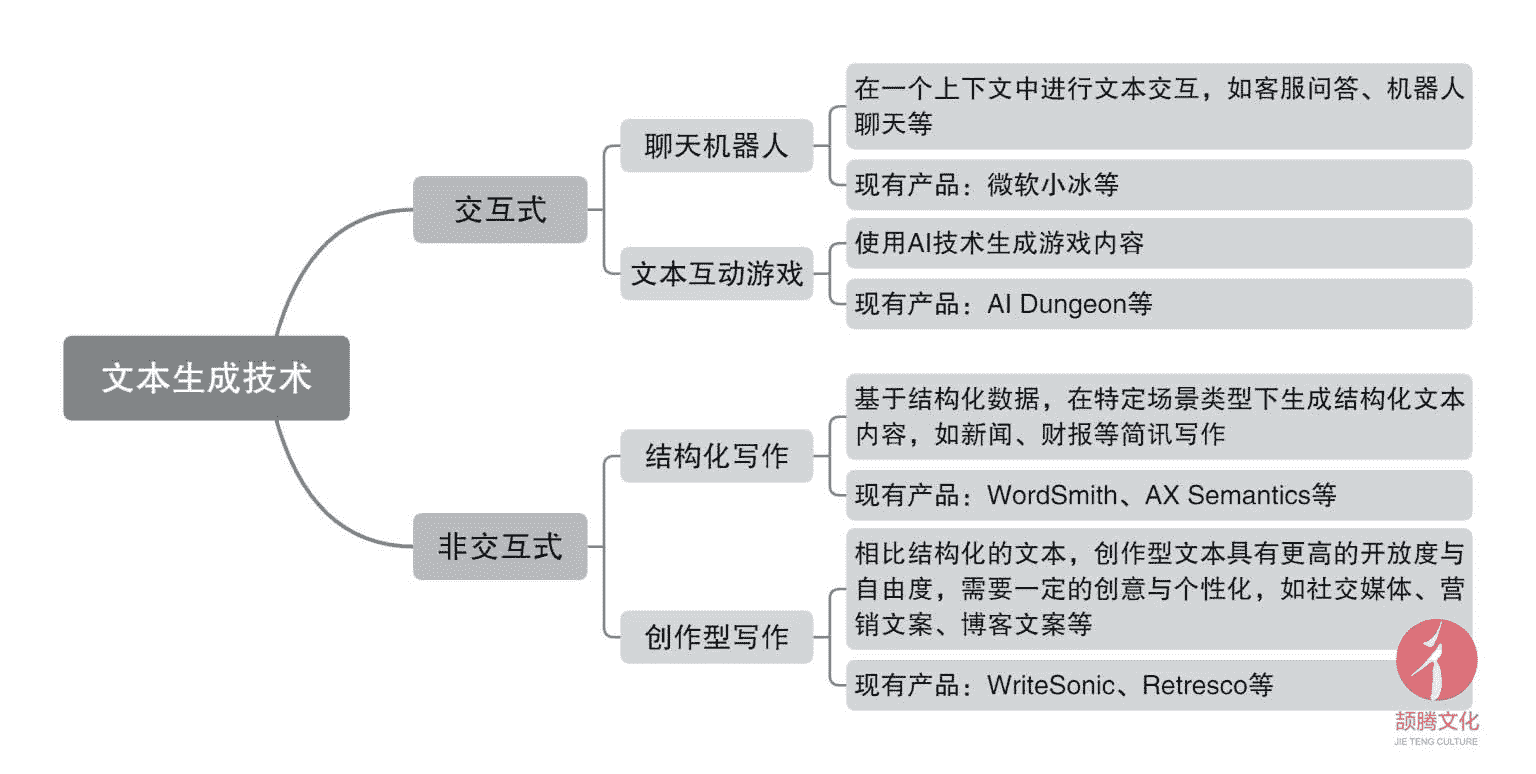 文本生成技术
交互式
聊天机器人
在一个上下文中进行文本交互，如客服问答、机器人
聊天等
现有产品：微软小冰等
文本互动游戏
使用AI技术生成游戏内容
现有产品：AI Dungeon等
非交互式
结构化写作
基于结构化数据，在特定场景类型下生成结构化文本
内容，如新闻、财报等简讯写作
现有产品：WordSmith、AX Semantics等
创作型写作
相比结构化的文本，创作型文本具有更高的开放度与
自由度，需要一定的创意与个性化，如社交媒体、营
销文案、博客文案等
现有产品：WriteSonic、Retresco等
颉腾文化
JIE TENG CULTURE